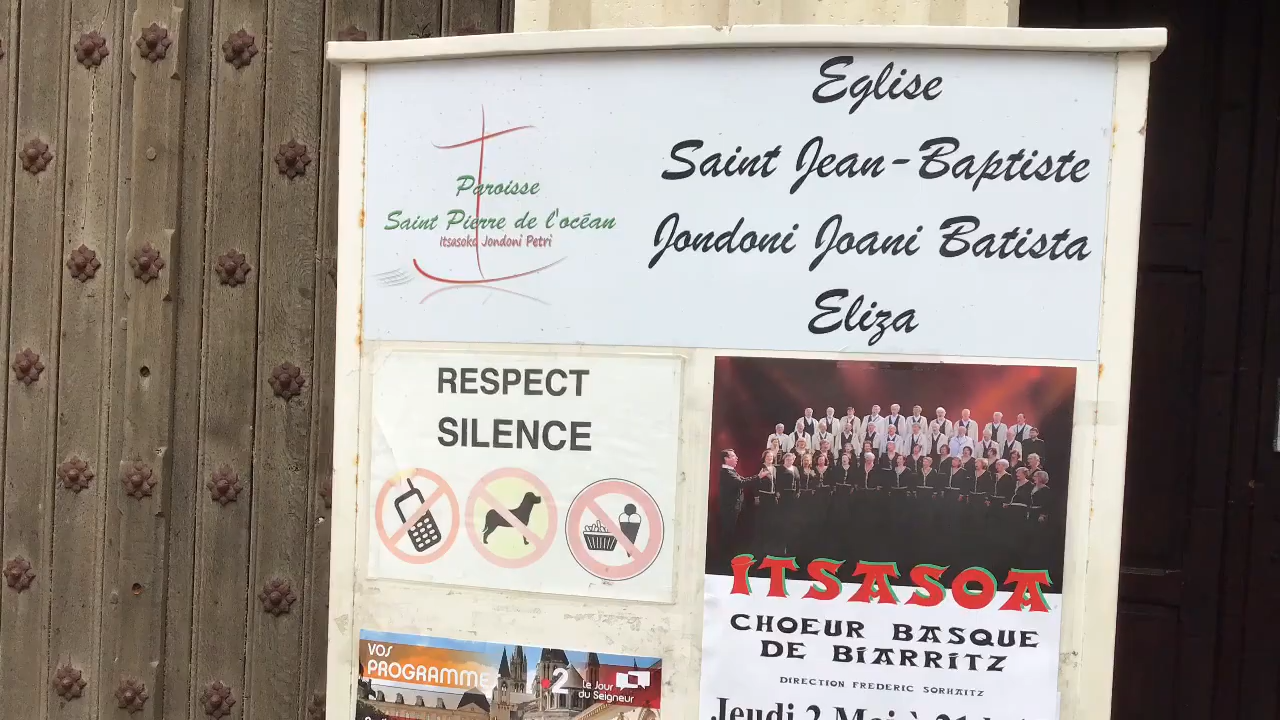 Eglise
Saint Jean-Baptiste
Jondoni Joani Batista
Eliza
Paroisse
Saint Pierre de l'océan
Itsasoko Jondoni Petri
RESPECT
SILENCE
ITSASOA
CHOEUR BASQUE
DE BIARRITZ
DIRECTION FREDERIC SORHAITZ
Jeudi 2 Mai à
VOS
PROGRAMMES
2
Le Jour
du Seigneur